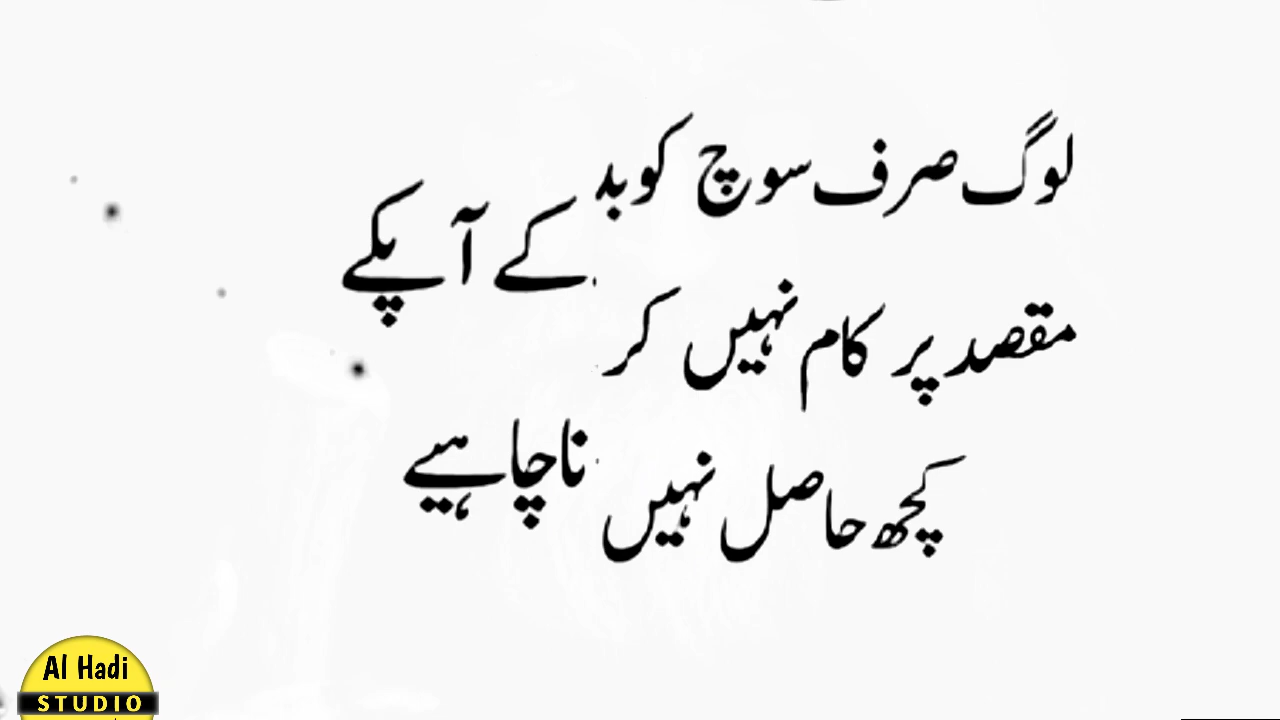 لوگ صرف سوچ کو بد
کے آپکے
مقصد پر کام نہیں کر
ناچاہیے
کچھ حاصل نہیں
Al Hadi
STUDIO